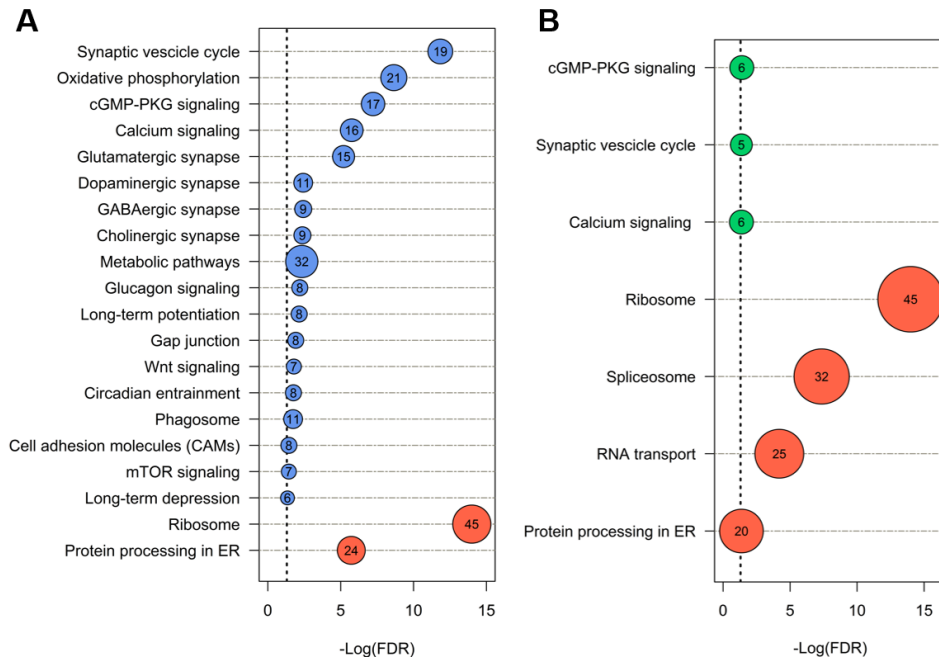 A
Synaptic vescicle cycle 19
Oxidative phosphorylation 21
cGMP-PKG signaling 17
Calcium signaling 16
Glutamatergic synapse 15
Dopaminergic synapse 11
GABAergic synapse 9
Cholinergic synapse 9
Metabolic pathways 32
Glucagon signaling 8
Long-term potentiation 8
Gap junction 8
Wnt signaling 7
Circadian entrainment 8
Phagosome 11
Cell adhesion molecules (CAMs) 8
mTOR signaling 7
Long-term depression 6
Ribosome 45
Protein processing in ER 24
0 5 10 15
-Log(FDR)
B
cGMP-PKG signaling 6
Synaptic vescicle cycle 5
Calcium signaling 6
Ribosome 45
Spliceosome 32
RNA transport 25
Protein processing in ER 20
0 5 10 15
-Log(FDR)